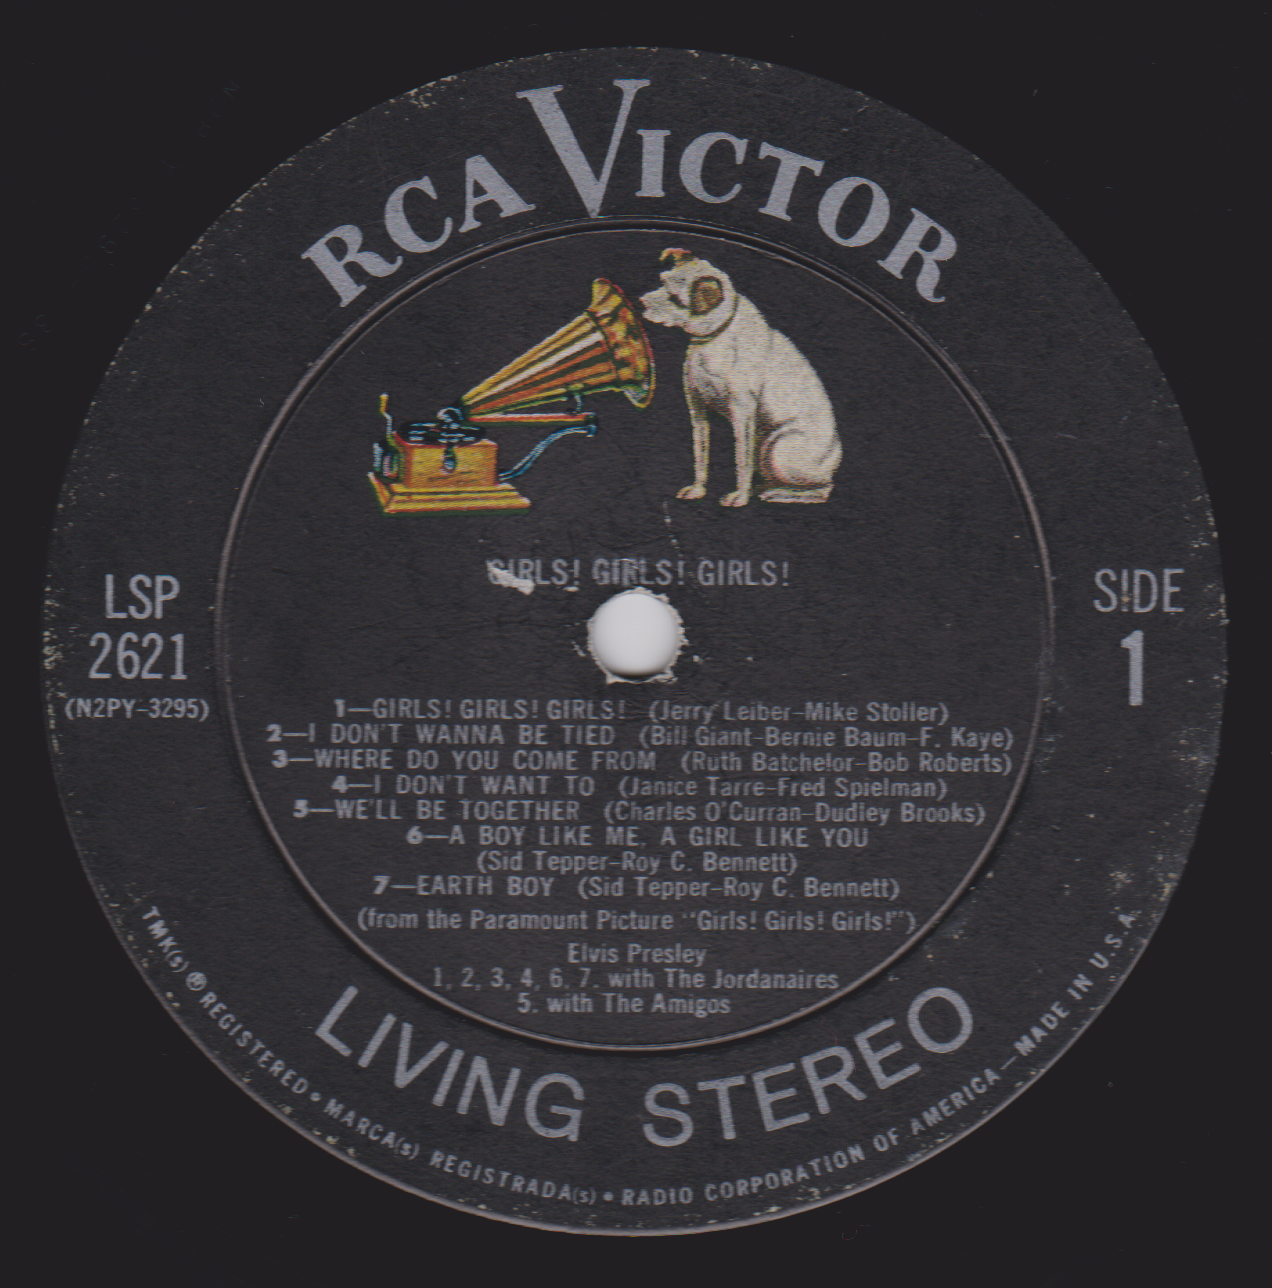 RCA VICTOR
GIRLS! GIRLS! GIRLS!
LSP
2621
(N2PY-3295)
SIDE
1
1—GIRLS! GIRLS! GIRLS! (Jerry Leiber-Mike Stoller)
2—I DON'T WANNA BE TIED (Bill Giant-Bernie Baum-F. Kaye)
3—WHERE DO YOU COME FROM (Ruth Batchelor-Bob Roberts)
4—I DON'T WANT TO (Janice Tarre-Fred Spielman)
5—WE'LL BE TOGETHER (Charles O'Curran-Dudley Brooks)
6—A BOY LIKE ME, A GIRL LIKE YOU
(Sid Tepper-Roy C. Bennett)
7—EARTH BOY (Sid Tepper-Roy C. Bennett)
(from the Paramount Picture "Girls! Girls! Girls!")
Elvis Presley
1, 2, 3, 4, 6, 7. with The Jordanaires
5. with The Amigos
LIVING STEREO
TMK(s) ® REGISTERED • MARCA(s) REGISTRADA(s) • RADIO CORPORATION OF AMERICA—MADE IN U.S.A.